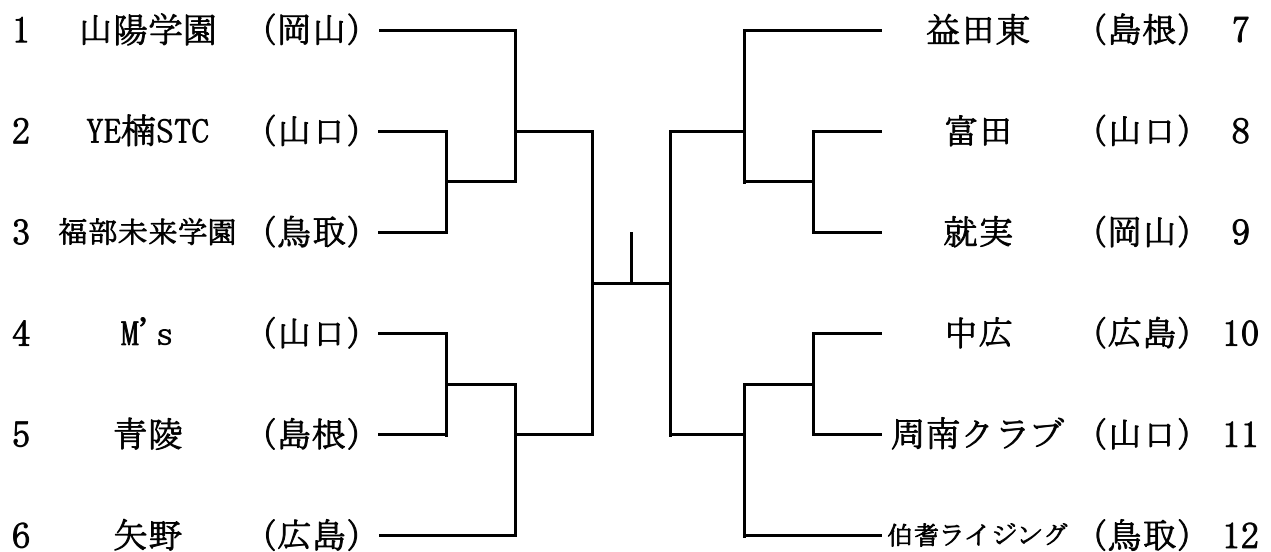 1 山陽学園 (岡山)
2 YE楠STC (山口)
3 福部未来学園 (鳥取)
4 M's (山口)
5 青陵 (島根)
6 矢野 (広島)
益田東 (島根) 7
富田 (山口) 8
就実 (岡山) 9
中広 (広島) 10
周南クラブ (山口) 11
伯耆ライジング (鳥取) 12